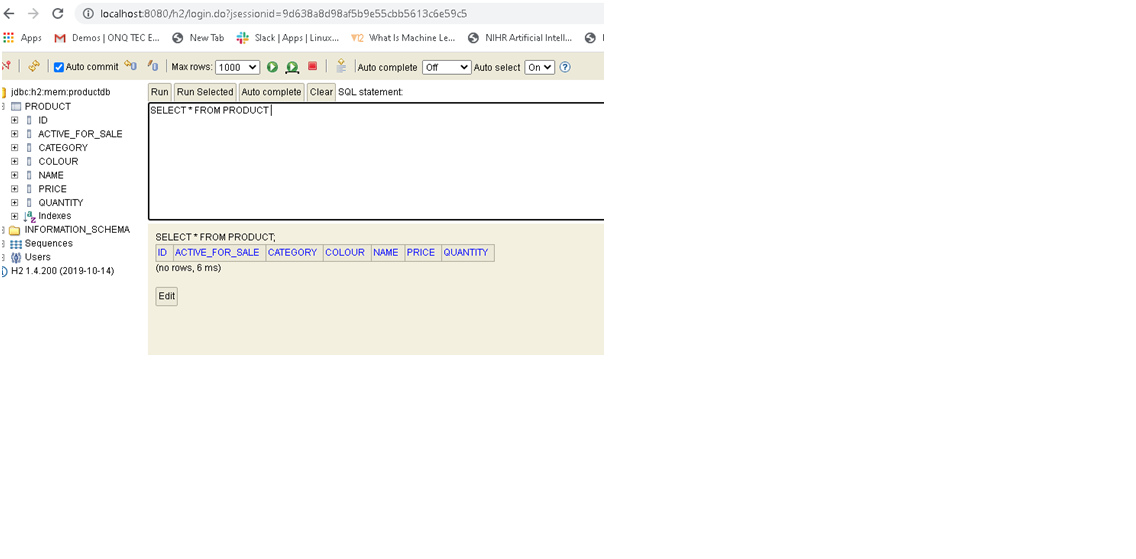 localhost:8080/h2/login.do?jsessionid=9d638a8d98af5b9e55cbb5613c6e59c5
Apps Demos | ONQ TEC E... New Tab Slack | Apps | Linux... What Is Machine Le... NIHR Artificial Intell...
Auto commit Max rows: 1000 Auto complete Off Auto select On
jdbc:h2:mem:productdb
PRODUCT
ID
ACTIVE_FOR_SALE
CATEGORY
COLOUR
NAME
PRICE
QUANTITY
Indexes
INFORMATION_SCHEMA
Sequences
Users
H2 1.4.200 (2019-10-14)
Run Run Selected Auto complete Clear SQL statement:
SELECT * FROM PRODUCT
SELECT * FROM PRODUCT;
ID ACTIVE_FOR_SALE CATEGORY COLOUR NAME PRICE QUANTITY
(no rows, 6 ms)
Edit